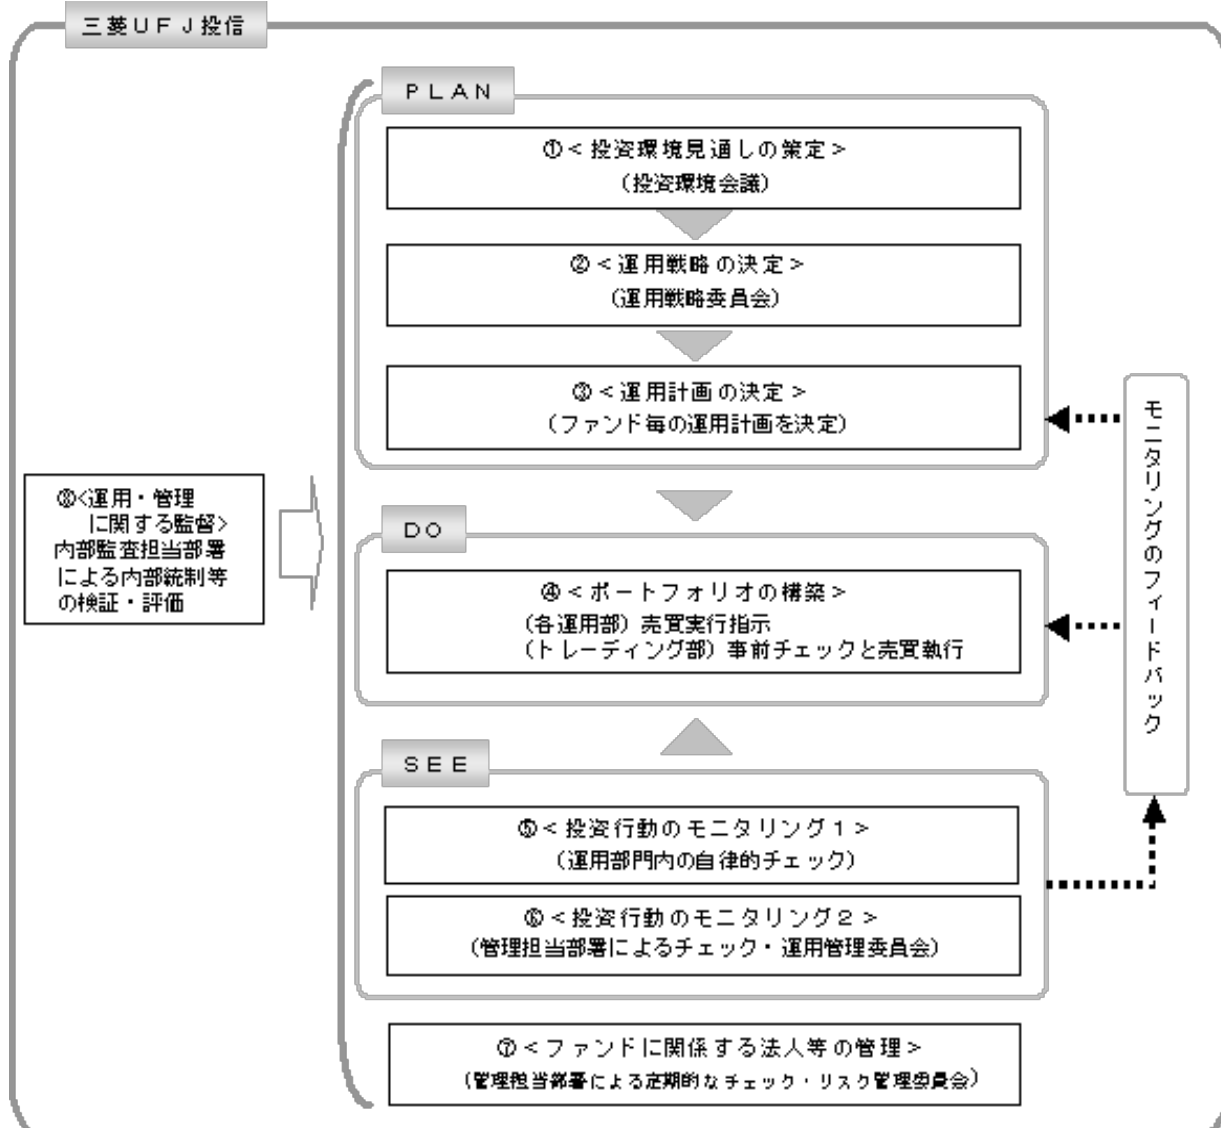 三菱UFJ投信
PLAN
①<投資環境見通しの策定>
(投資環境会議)
②<運用戦略の決定>
(運用戦略委員会)
③<運用計画の決定>
(ファンド毎の運用計画を決定)
⑧<運用・管理
に関する監督>
内部監査担当部署
による内部統制等
の検証・評価
DO
④<ポートフォリオの構築>
(各運用部)売買実行指示
(トレーディング部)事前チェックと売買執行
モニタリングのフィードバック
SEE
⑤<投資行動のモニタリング1>
(運用部門内の自律的チェック)
⑥<投資行動のモニタリング2>
(管理担当部署によるチェック・運用管理委員会)
⑦<ファンドに関係する法人等の管理>
(管理担当部署による定期的なチェック・リスク管理委員会)